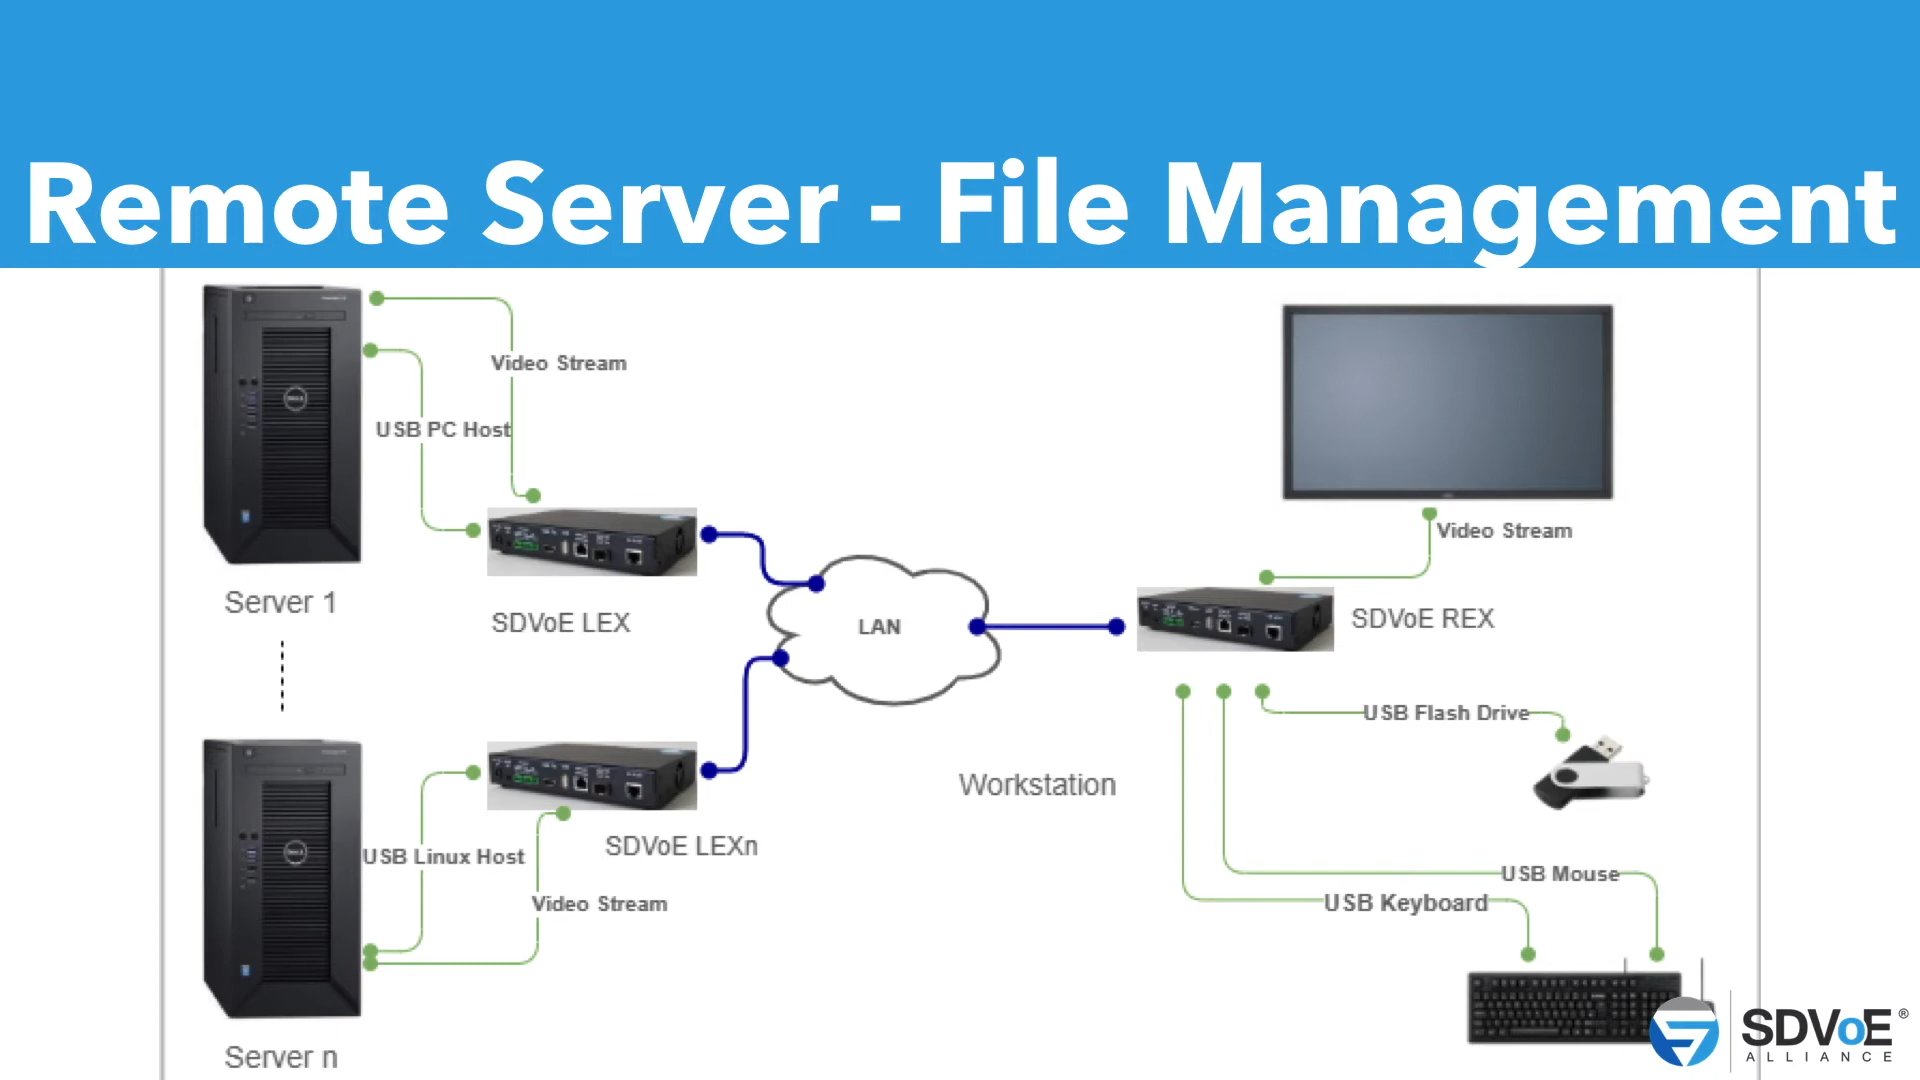 Remote Server - File Management
Video Stream
USB PC Host
Server 1
SDVoE LEX
LAN
Video Stream
SDVoE REX
USB Flash Drive
Workstation
SDVoE LEXn
USB Linux Host
Video Stream
USB Mouse
USB Keyboard
Server n
SDVoE®
ALLIANCE